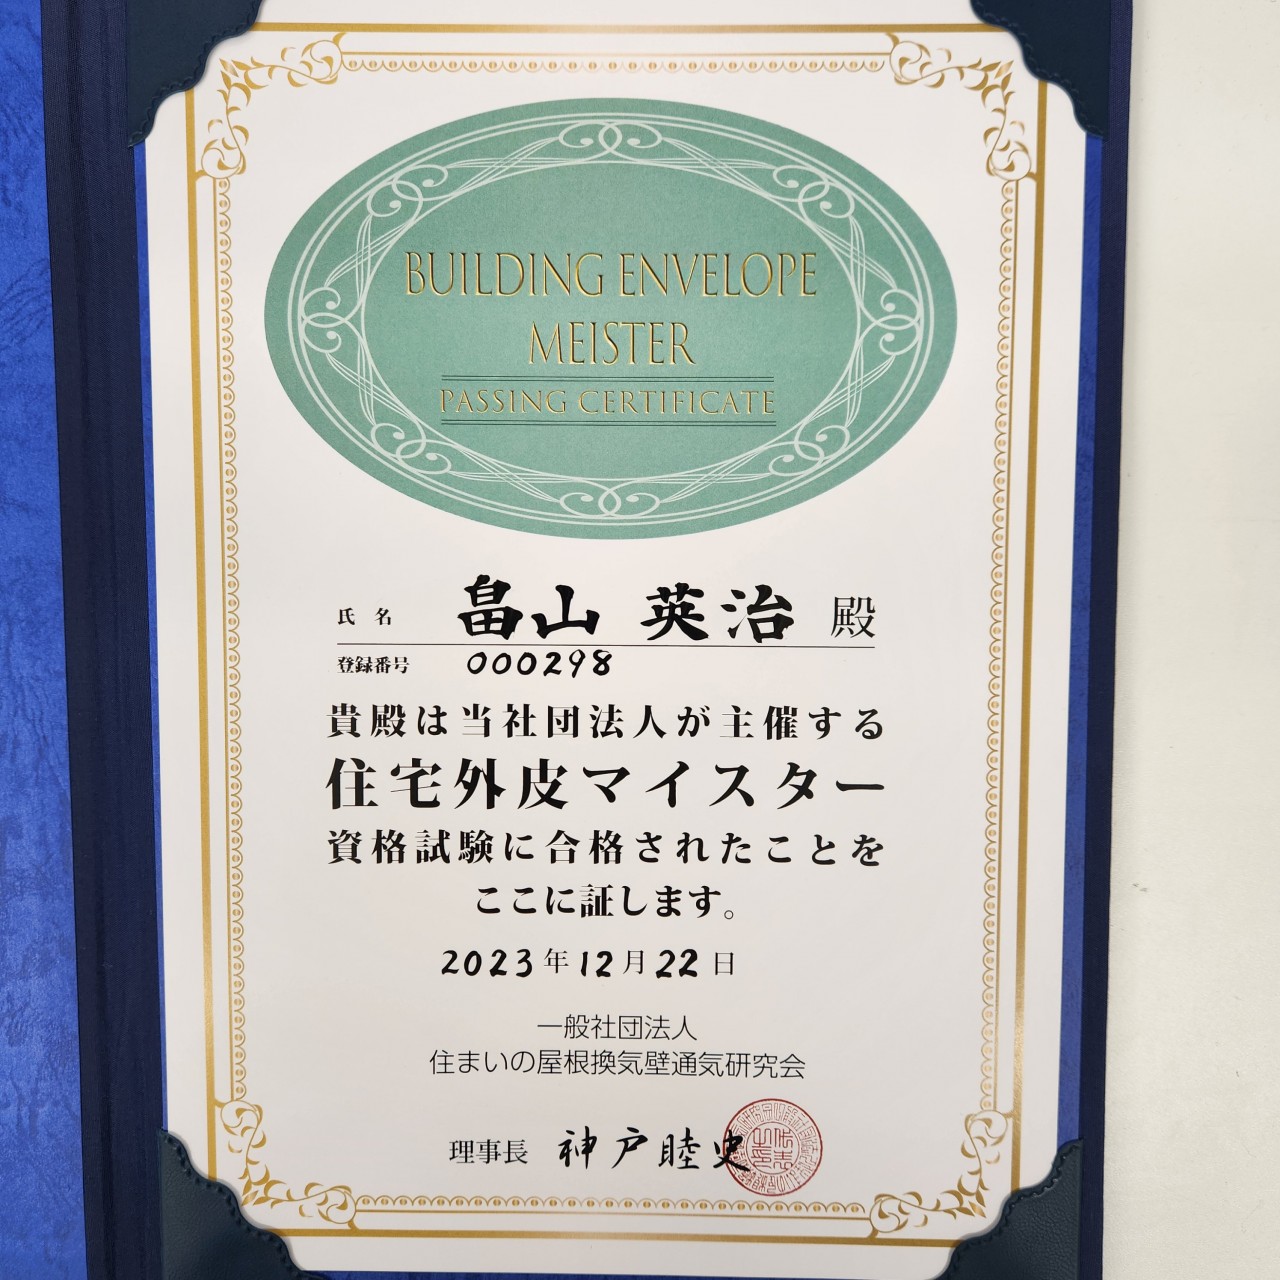 BUILDING ENVELOPE
MEISTER
PASSING CERTIFICATE
氏名 畠山 英治 殿
登録番号 000298
貴殿は当社団法人が主催する
住宅外皮マイスター
資格試験に合格されたことを
ここに証します。
2023年12月22日
一般社団法人
住まいの屋根換気壁通気研究会
理事長 神戸睦史